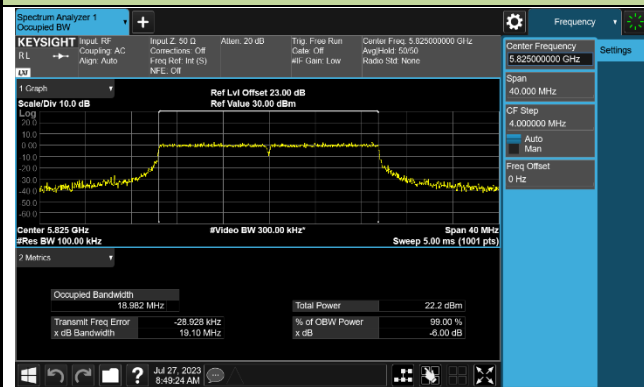 Spectrum Analyzer 1
Occupied BW
Frequency
KEYSIGHT
RL
LXI
Input: RF
Coupling: AC
Align: Auto
Input Z: 50 Ω
Corrections: Off
Freq Ref: Int (S)
NFE: Off
Atten: 20 dB
Trig: Free Run
Gate: Off
#IF Gain: Low
Center Freq: 5.825000000 GHz
Avg|Hold: 50/50
Radio Std: None
Center Frequency
5.825000000 GHz
Settings
Span
40.000 MHz
CF Step
4.000000 MHz
Auto
Man
Freq Offset
0 Hz
1 Graph
Scale/Div 10.0 dB
Ref Lvl Offset 23.00 dB
Ref Value 30.00 dBm
Log
20.0
10.0
0.00
-10.0
-20.0
-30.0
-40.0
-50.0
-60.0
Center 5.825 GHz
#Res BW 100.00 kHz
#Video BW 300.00 kHz*
Span 40 MHz
Sweep 5.00 ms (1001 pts)
2 Metrics
Occupied Bandwidth
18.982 MHz
Total Power 22.2 dBm
Transmit Freq Error -28.928 kHz
% of OBW Power 99.00 %
x dB Bandwidth 19.10 MHz
x dB -6.00 dB
?
Jul 27, 2023
8:49:24 AM